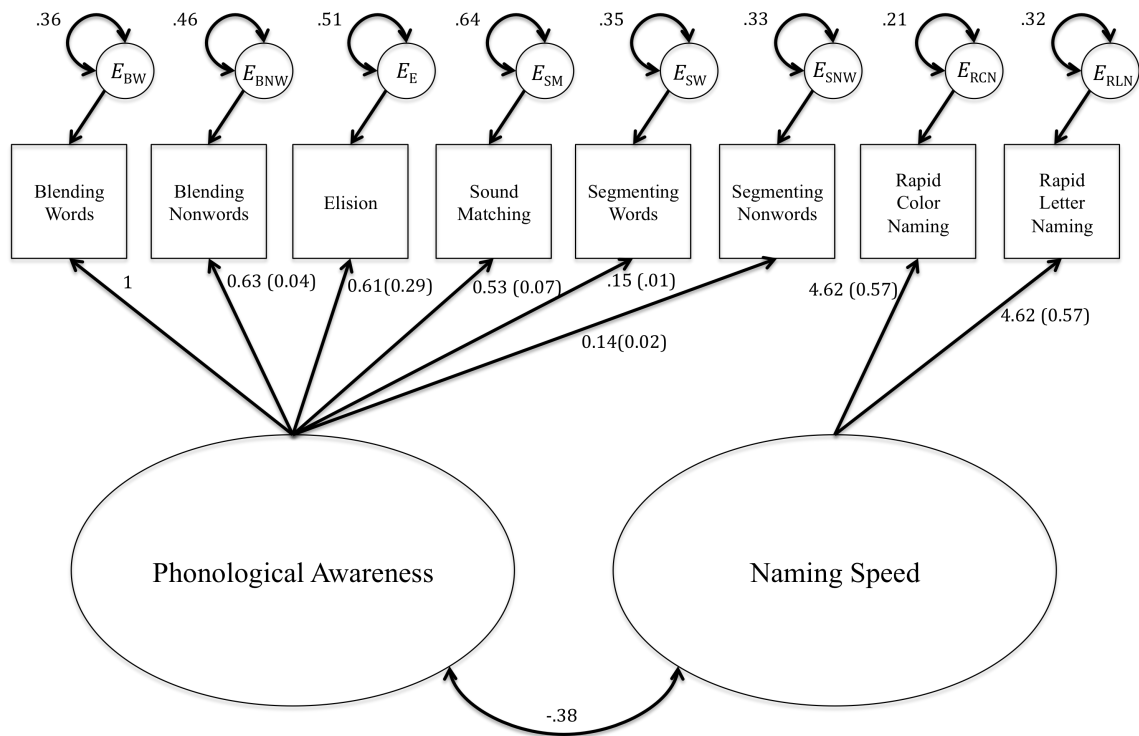 .36
.46
.51
.64
.35
.33
.21
.32
E_BW
E_BNW
E_E
E_SM
E_SW
E_SNW
E_RCN
E_RLN
Blending
Words
Blending
Nonwords
Elision
Sound
Matching
Segmenting
Words
Segmenting
Nonwords
Rapid
Color
Naming
Rapid
Letter
Naming
1
0.63 (0.04)
0.61(0.29)
0.53 (0.07)
.15 (.01)
0.14(0.02)
4.62 (0.57)
4.62 (0.57)
Phonological Awareness
Naming Speed
-.38